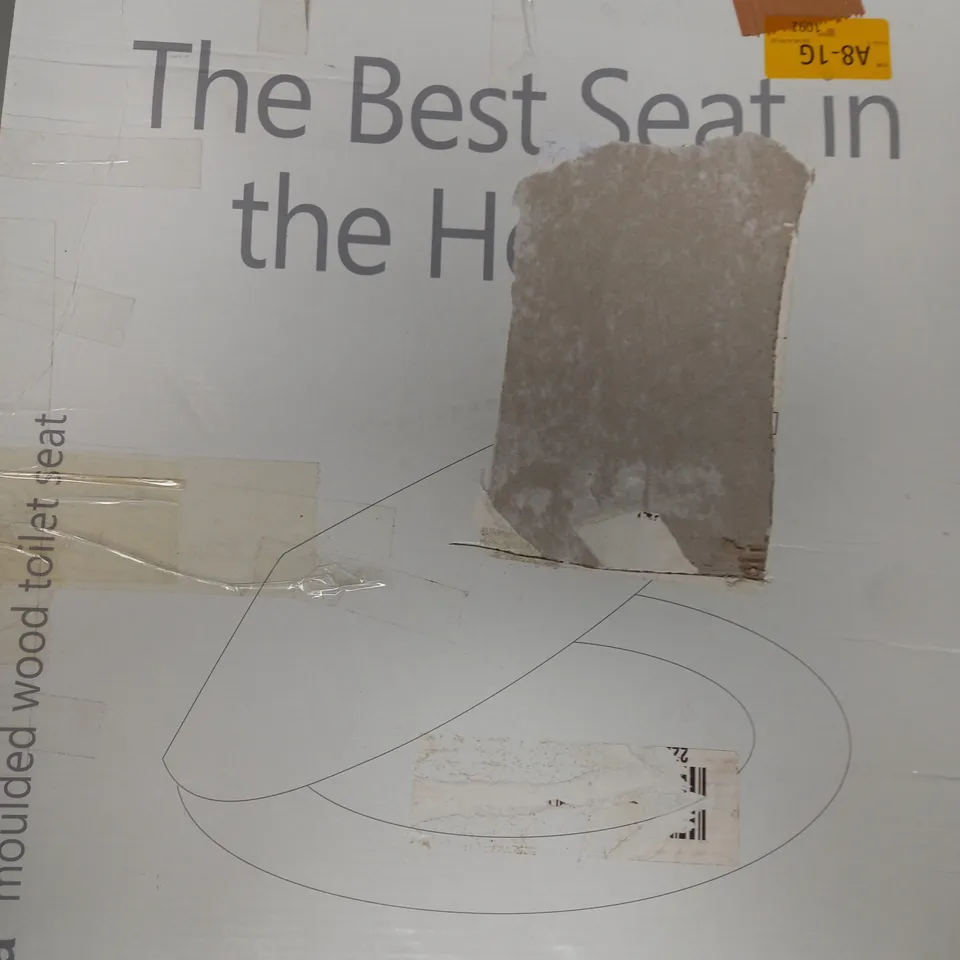 The Best Seat in
the H
A8-1G
moulded wood toilet seat